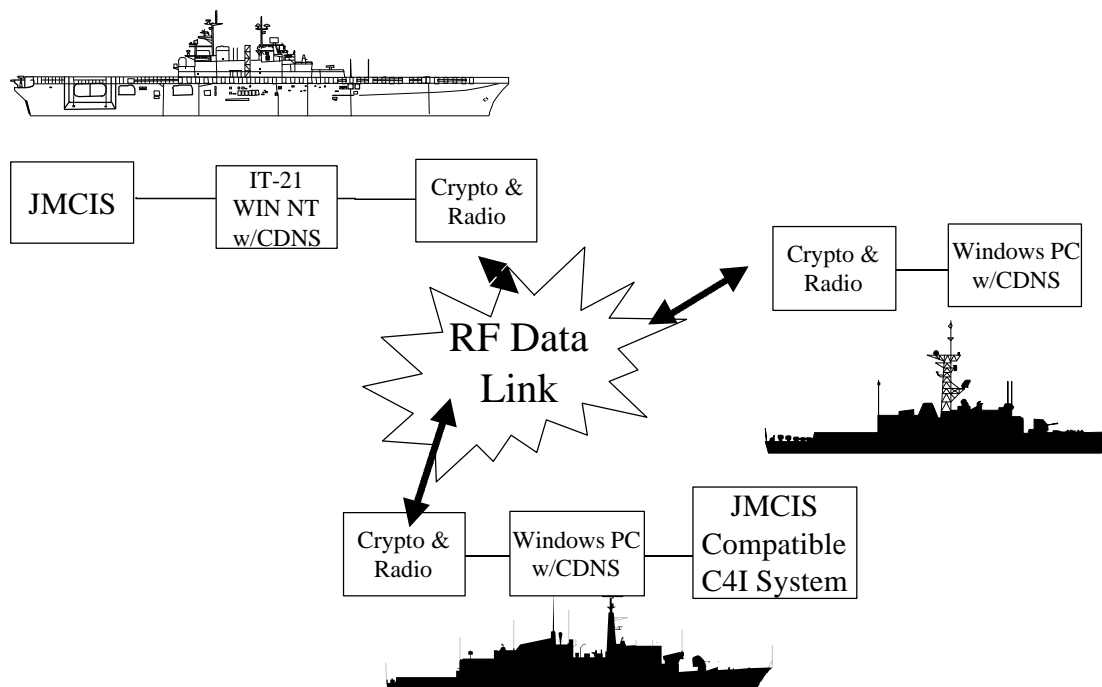 JMCIS
IT-21
WIN NT
w/CDNS
Crypto &
Radio
Crypto &
Radio
Windows PC
w/CDNS
RF Data
Link
Crypto &
Radio
Windows PC
w/CDNS
JMCIS
Compatible
C4I System